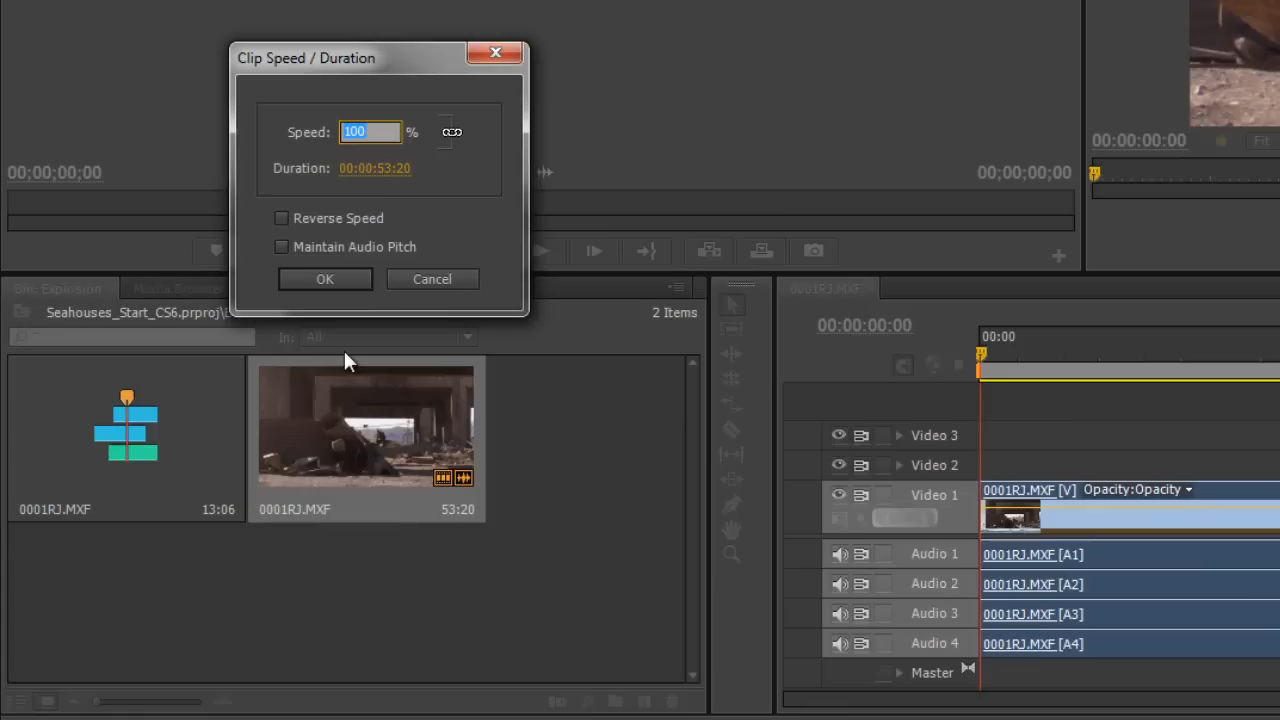 Clip Speed / Duration
Speed: 100 %
Duration: 00:00:53:20
Reverse Speed
Maintain Audio Pitch
OK Cancel
00;00;00;00
00;00;00;00
00:00:00:00
Fit
Bin: Explosion
Media Browser
Seahouses_Start_CS6.prproj\
2 Items
In: All
0001RJ.MXF 13:06
0001RJ.MXF 53:20
0001RJ.MXF
00:00:00:00
00:00
Video 3
Video 2
Video 1
0001RJ.MXF [V] Opacity:Opacity
Audio 1 0001RJ.MXF [A1]
Audio 2 0001RJ.MXF [A2]
Audio 3 0001RJ.MXF [A3]
Audio 4 0001RJ.MXF [A4]
Master